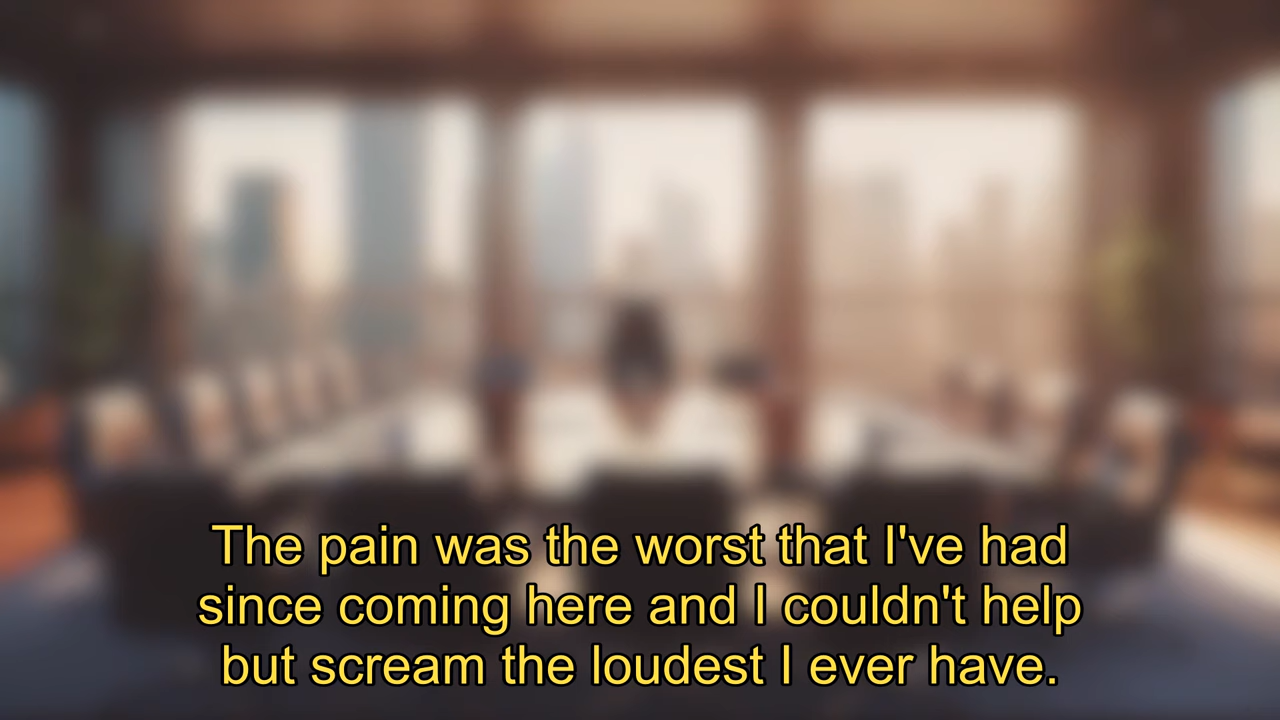 The pain was the worst that I've had
since coming here and I couldn't help
but scream the loudest I ever have.